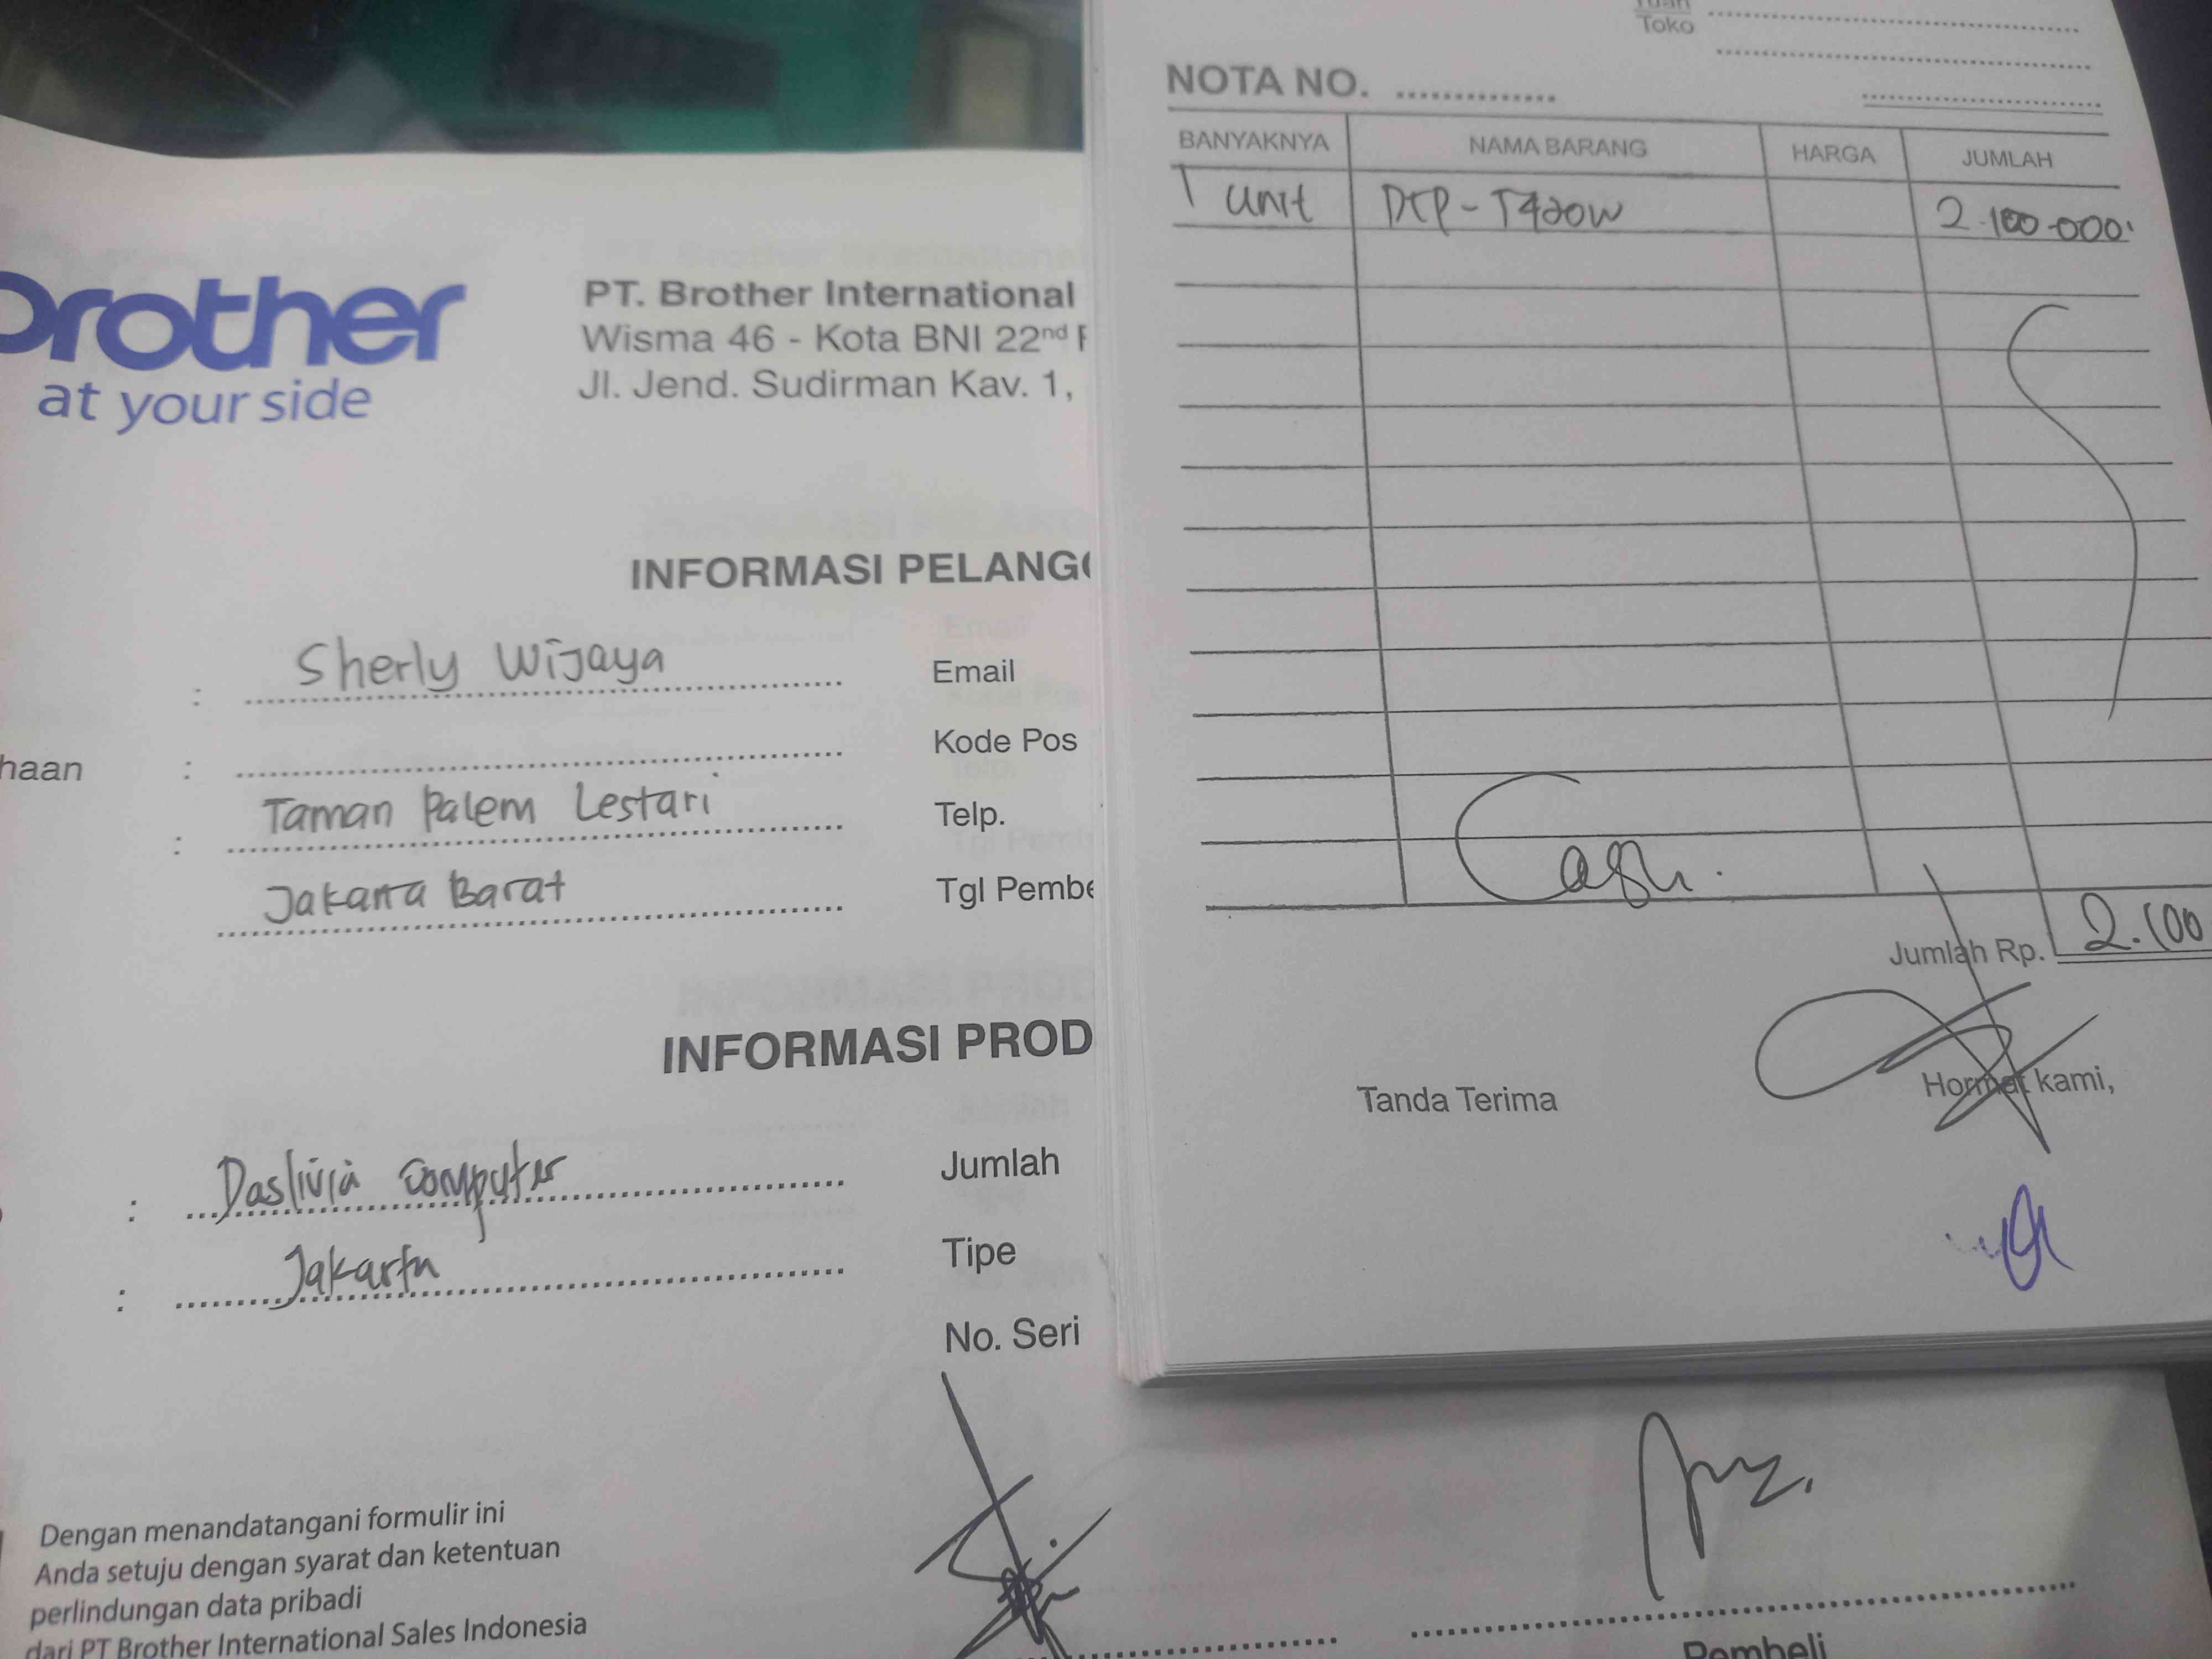 brother
at your side
PT. Brother International
Wisma 46 - Kota BNI 22nd F
Jl. Jend. Sudirman Kav. 1,
INFORMASI PELANGG
: Sherly Wijaya
Email
haan :
Kode Pos
: Taman Palem Lestari
Telp.
Jakarta Barat
Tgl Pembe
INFORMASI PROD
: Daslivia Computer
Jumlah
: Jakarta
Tipe
No. Seri
Dengan menandatangani formulir ini
Anda setuju dengan syarat dan ketentuan
perlindungan data pribadi
dari PT Brother International Sales Indonesia
Pembeli
Tuan
Toko
NOTA NO.
BANYAKNYA NAMA BARANG HARGA JUMLAH
1 unit DCP-T420W 2.100.000.
Cash.
Jumlah Rp. 2.100
Tanda Terima
Hormat kami,